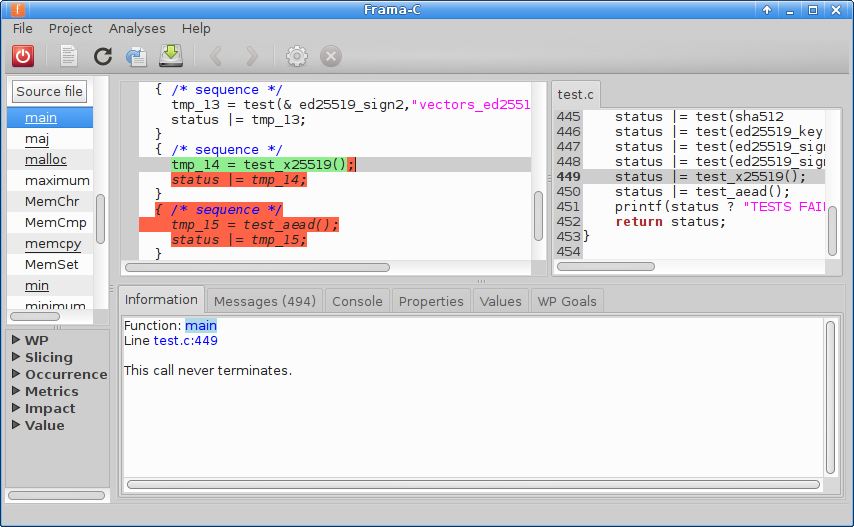 Frama-C
File Project Analyses Help
Source file
main
maj
malloc
maximum
MemChr
MemCmp
memcpy
MemSet
min
minimum
WP
Slicing
Occurrence
Metrics
Impact
Value
{ /* sequence */
tmp_13 = test(& ed25519_sign2,"vectors_ed2551
status |= tmp_13;
}
{ /* sequence */
tmp_14 = test_x25519();
status |= tmp_14;
}
{ /* sequence */
tmp_15 = test_aead();
status |= tmp_15;
}
test.c
445 status |= test(sha512
446 status |= test(ed25519_key
447 status |= test(ed25519_sig
448 status |= test(ed25519_sig
449 status |= test_x25519();
450 status |= test_aead();
451 printf(status ? "TESTS FAI
452 return status;
453 }
454
Information Messages (494) Console Properties Values WP Goals
Function: main
Line test.c:449
This call never terminates.